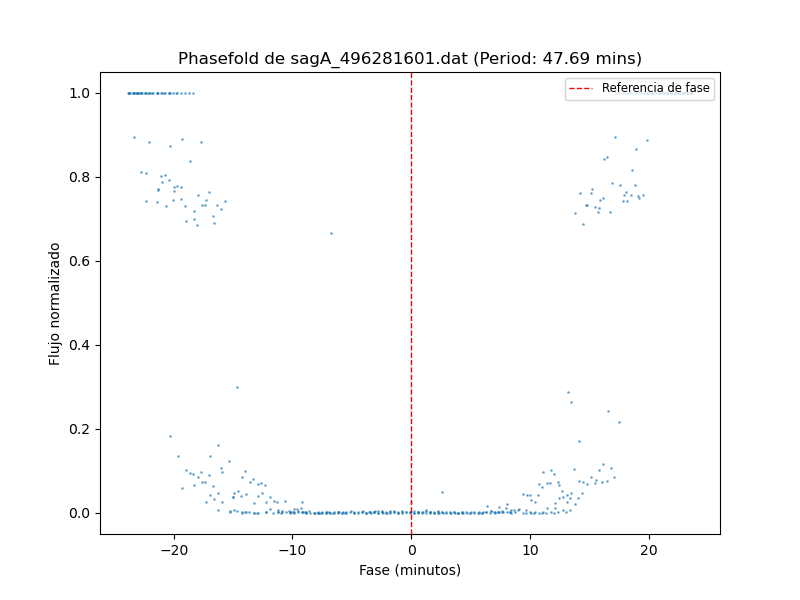 Phasefold de sagA_496281601.dat (Period: 47.69 mins)
Referencia de fase
Flujo normalizado
1.0
0.8
0.6
0.4
0.2
0.0
−20
−10
0
10
20
Fase (minutos)